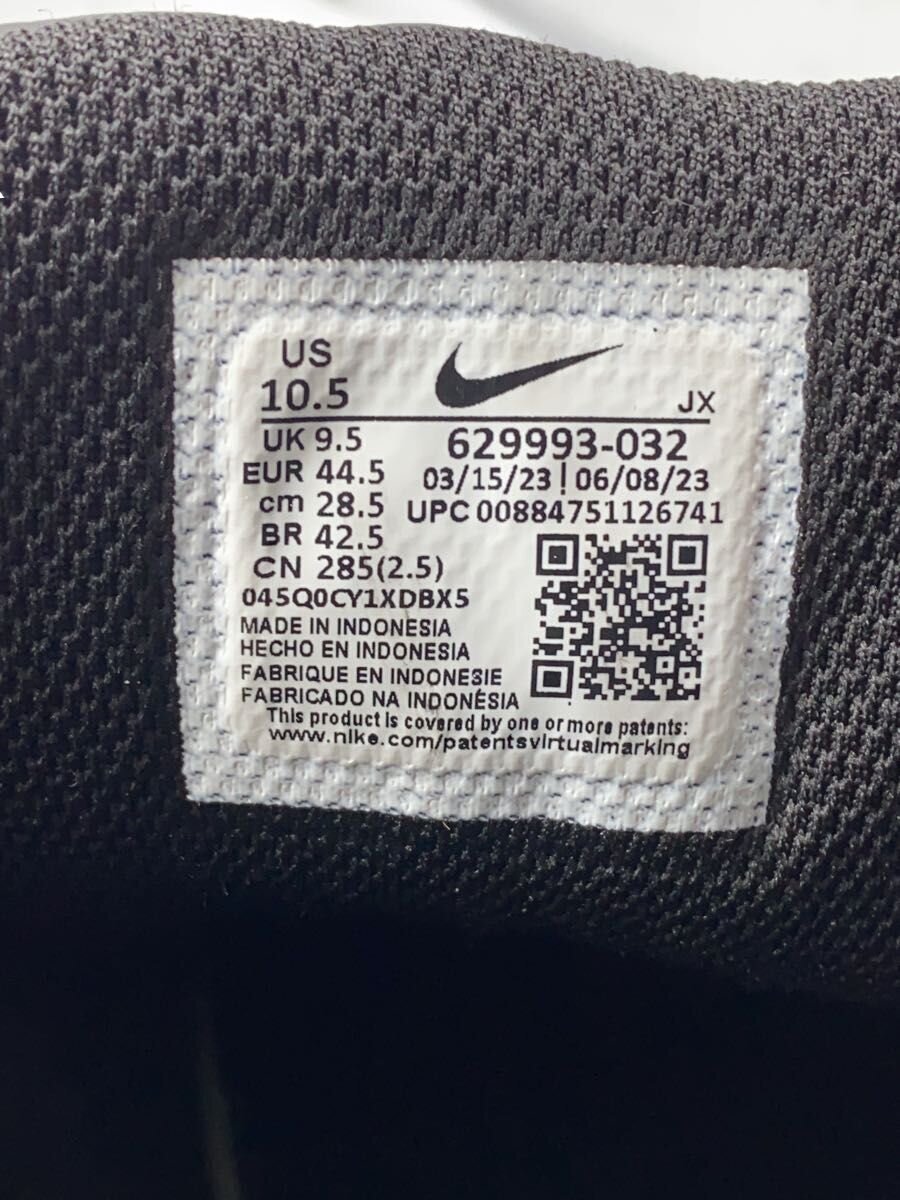 US
10.5
JX
UK 9.5
629993-032
EUR 44.5
03/15/23 | 06/08/23
cm 28.5
UPC 00884751126741
BR 42.5
CN 285(2.5)
045Q0CY1XDBX5
MADE IN INDONESIA
HECHO EN INDONESIA
FABRIQUE EN INDONESIE
FABRICADO NA INDONÉSIA
This product is covered by one or more patents:
www.nike.com/patentsvirtualmarking